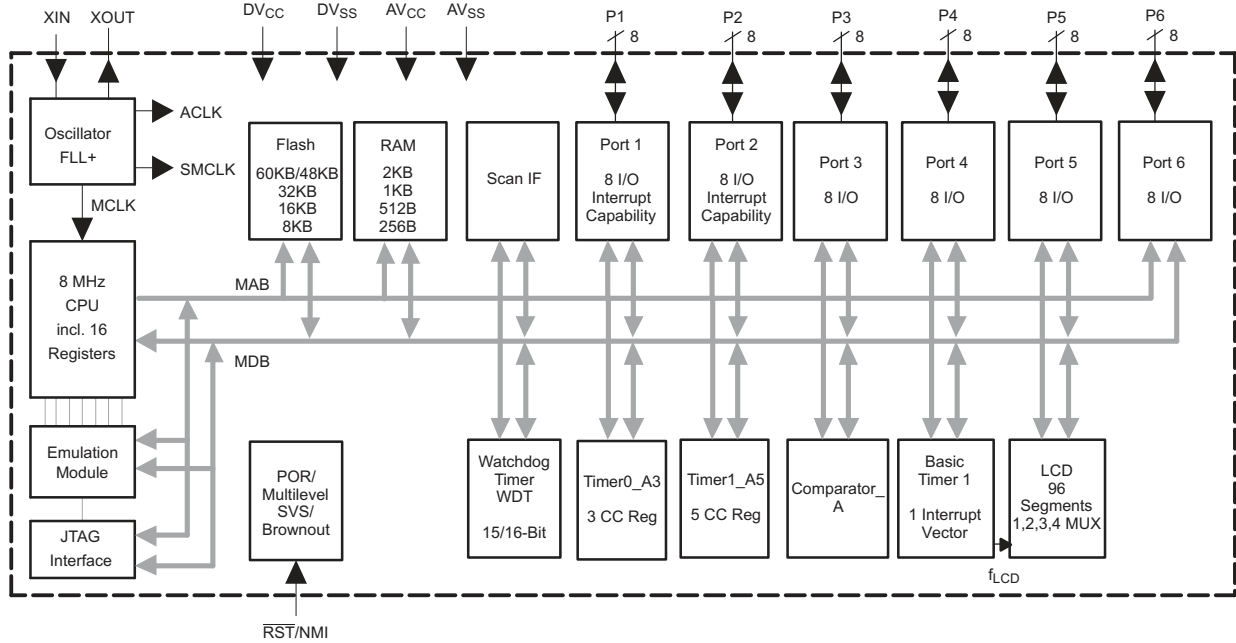 XIN XOUT DVCC DVSS AVCC AVSS P1 P2 P3 P4 P5 P6
8 8 8 8 8 8
Oscillator
FLL+
ACLK
SMCLK
MCLK
Flash
60KB/48KB
32KB
16KB
8KB
RAM
2KB
1KB
512B
256B
Scan IF
Port 1
8 I/O
Interrupt
Capability
Port 2
8 I/O
Interrupt
Capability
Port 3
8 I/O
Port 4
8 I/O
Port 5
8 I/O
Port 6
8 I/O
8 MHz
CPU
incl. 16
Registers
MAB
MDB
Emulation
Module
JTAG
Interface
POR/
Multilevel
SVS/
Brownout
Watchdog
Timer
WDT
15/16-Bit
Timer0_A3
3 CC Reg
Timer1_A5
5 CC Reg
Comparator_
A
Basic
Timer 1
1 Interrupt
Vector
LCD
96
Segments
1,2,3,4 MUX
fLCD
RST/NMI